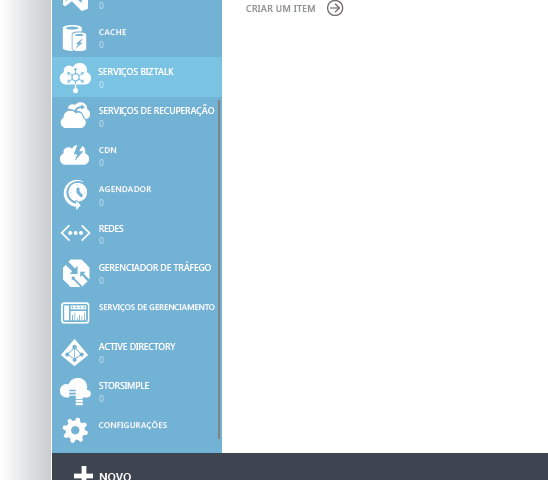 0
CRIAR UM ITEM
CACHE
0
SERVIÇOS BIZTALK
0
SERVIÇOS DE RECUPERAÇÃO
0
CDN
0
AGENDADOR
0
REDES
0
GERENCIADOR DE TRÁFEGO
0
SERVIÇOS DE GERENCIAMENTO
ACTIVE DIRECTORY
0
STORSIMPLE
0
CONFIGURAÇÕES
NOVO